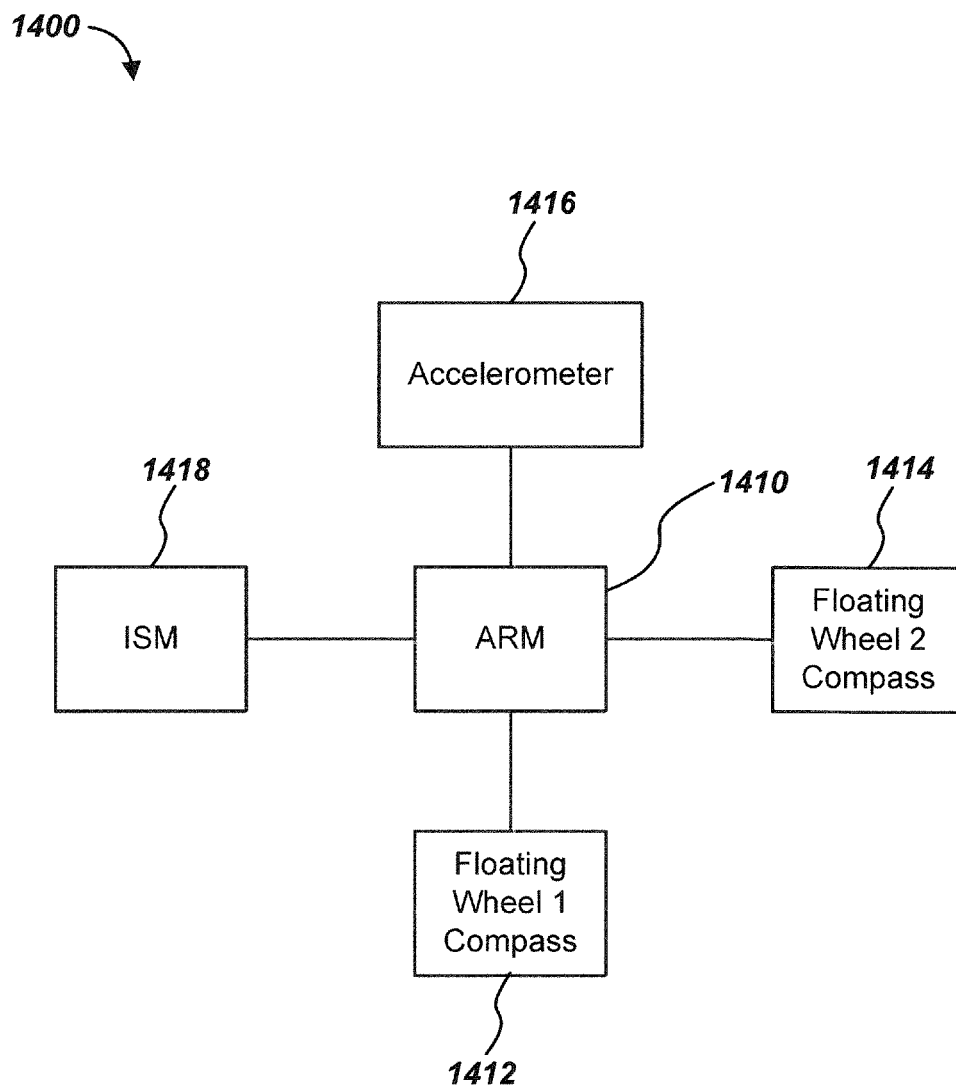 1400
1416
Accelerometer
1418
1410
1414
ISM
ARM
Floating
Wheel 2
Compass
Floating
Wheel 1
Compass
1412